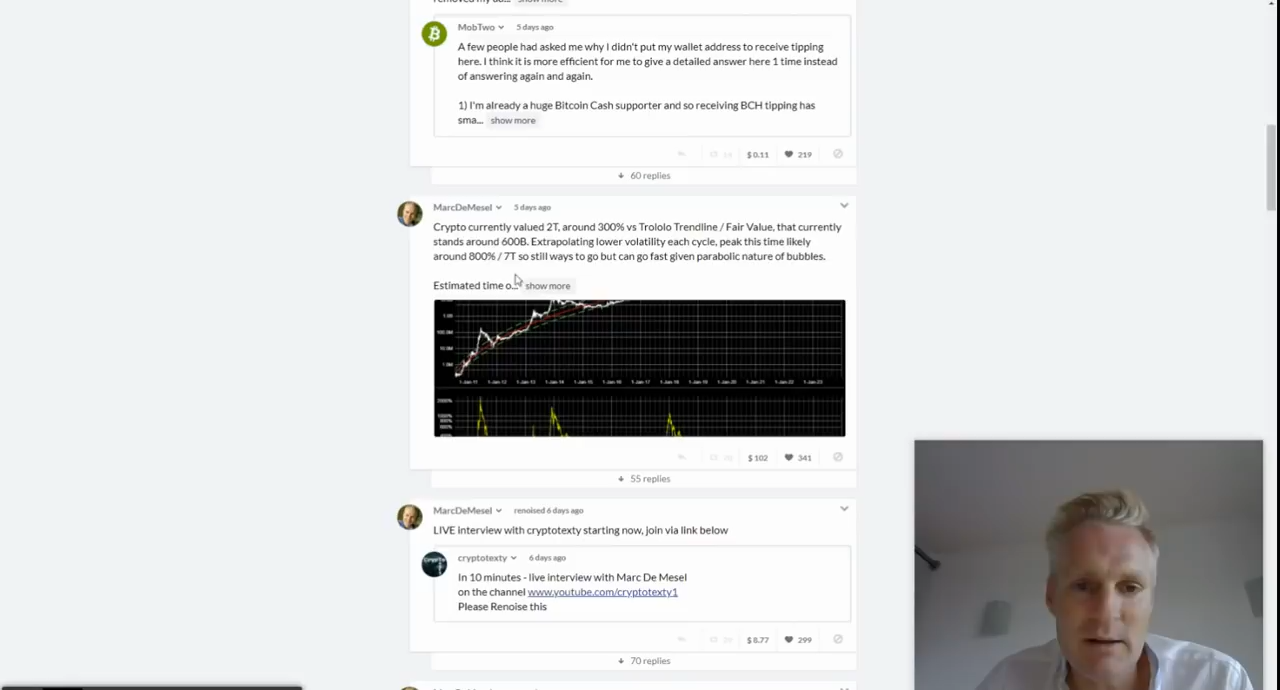 show more
MobTwo 5 days ago
A few people had asked me why I didn't put my wallet address to receive tipping
here. I think it is more efficient for me to give a detailed answer here 1 time instead
of answering again and again.
1) I'm already a huge Bitcoin Cash supporter and so receiving BCH tipping has
sma... show more
$ 0.11 219
60 replies
MarcDeMesel 5 days ago
Crypto currently valued 2T, around 300% vs Trololo Trendline / Fair Value, that currently
stands around 600B. Extrapolating lower volatility each cycle, peak this time likely
around 800% / 7T so still ways to go but can go fast given parabolic nature of bubbles.
Estimated time o... show more
$ 102 341
55 replies
MarcDeMesel renoised 6 days ago
LIVE interview with cryptotexty starting now, join via link below
cryptotexty 6 days ago
In 10 minutes - live interview with Marc De Mesel
on the channel www.youtube.com/cryptotexty1
Please Renoise this
$ 8.77 299
70 replies